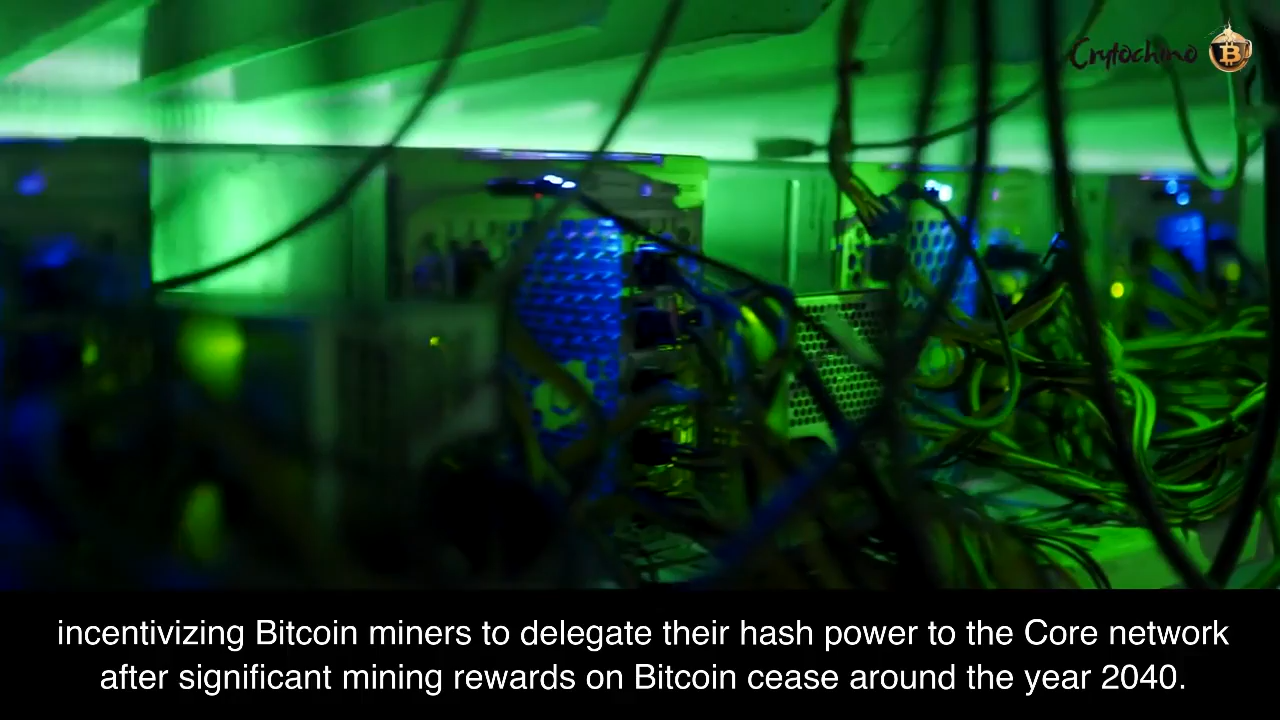 Crytochino
incentivizing Bitcoin miners to delegate their hash power to the Core network
after significant mining rewards on Bitcoin cease around the year 2040.